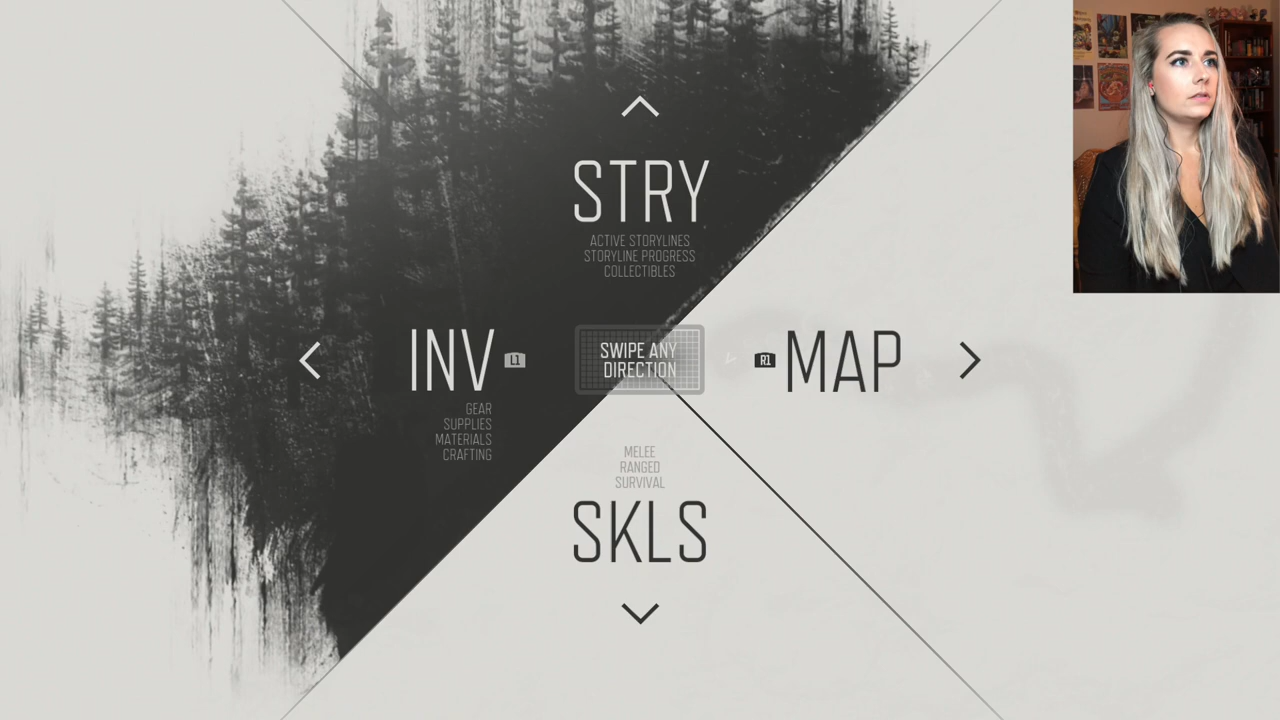 STRY
ACTIVE STORYLINES
STORYLINE PROGRESS
COLLECTIBLES
INV
L1
GEAR
SUPPLIES
MATERIALS
CRAFTING
SWIPE ANY
DIRECTION
R1
MAP
MELEE
RANGED
SURVIVAL
SKLS